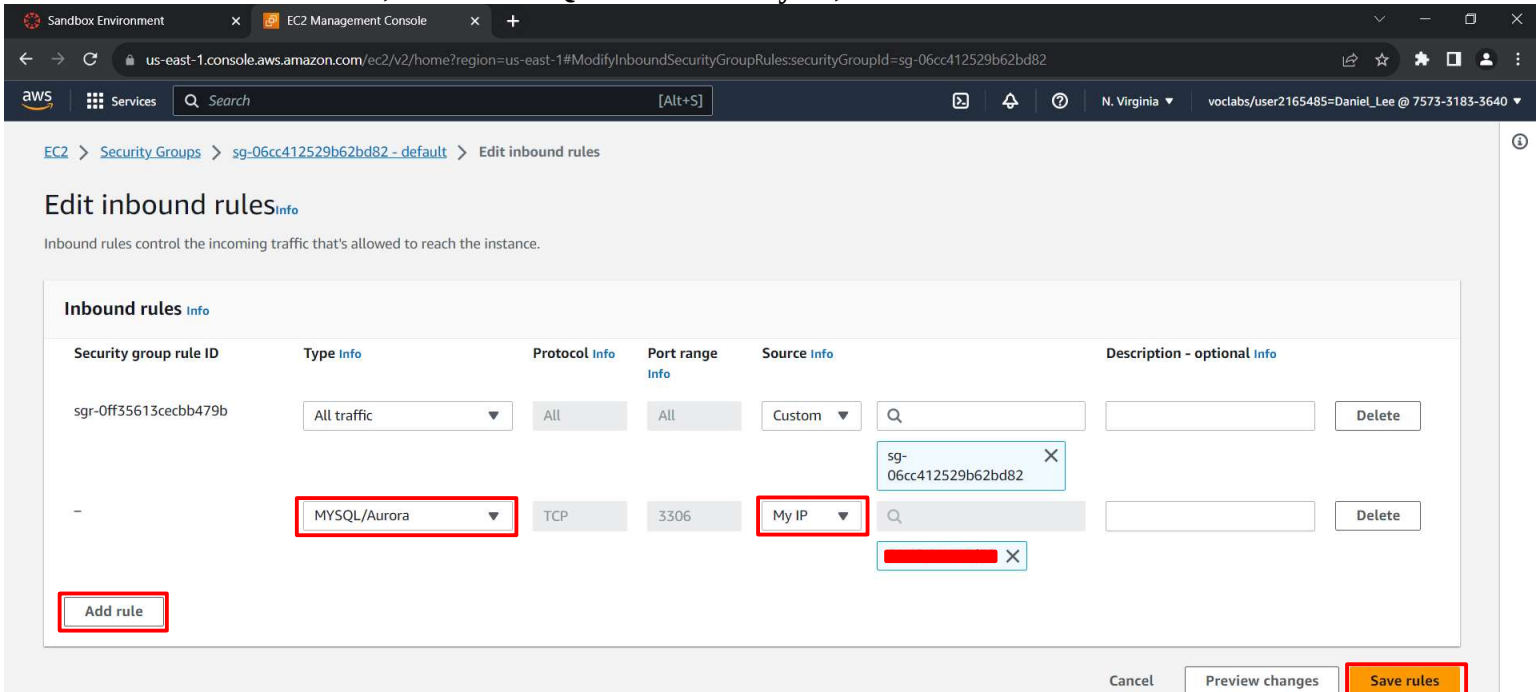 Sandbox Environment
EC2 Management Console
us-east-1.console.aws.amazon.com/ec2/v2/home?region=us-east-1#ModifyInboundSecurityGroupRules:securityGroupId=sg-06cc412529b62bd82
aws Services Search [Alt+S] N. Virginia ▼ voclabs/user2165485=Daniel_Lee @ 7573-3183-3640 ▼
EC2 > Security Groups > sg-06cc412529b62bd82 - default > Edit inbound rules
Edit inbound rules Info
Inbound rules control the incoming traffic that's allowed to reach the instance.
Inbound rules Info
Security group rule ID Type Info Protocol Info Port range Info Source Info Description - optional Info
sgr-0ff35613cecbb479b All traffic All All Custom Delete
sg-
06cc412529b62bd82
– MYSQL/Aurora TCP 3306 My IP Delete
Add rule
Cancel Preview changes Save rules